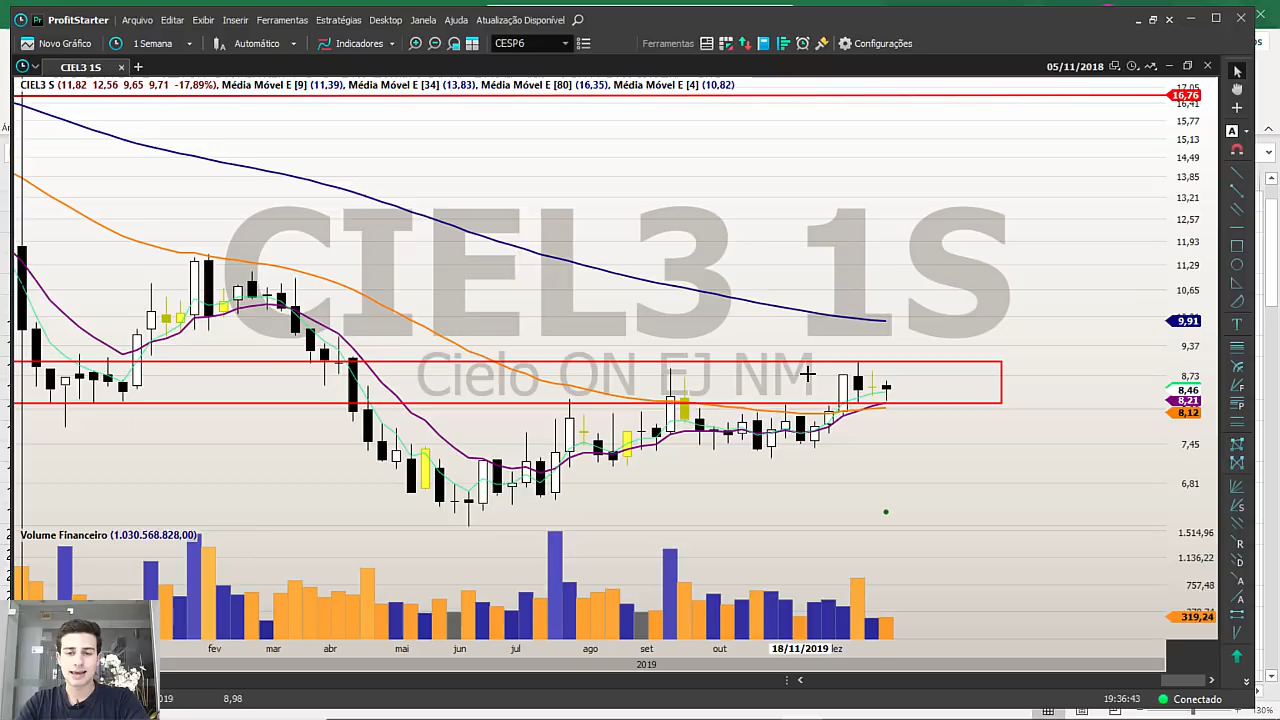 ProfitStarter Arquivo Editar Exibir Inserir Ferramentas Estratégias Desktop Janela Ajuda Atualização Disponível
Novo Gráfico 1 Semana Automático Indicadores CESP6 Ferramentas Configurações
CIEL3 1S 05/11/2018
CIEL3 S (11,82 12,56 9,65 9,71 -17,89%), Média Móvel E [9] (11,39), Média Móvel E [34] (13,83), Média Móvel E [80] (16,35), Média Móvel E [4] (10,82)
16,76
16,41
15,77
15,13
14,49
13,85
13,21
12,57
11,93
11,29
10,65
9,91
9,37
8,73
8,46
8,21
8,12
7,45
6,81
CIEL3 1S
Cielo ON EJ NM
Volume Financeiro (1.030.568.828,00)
1.514,96
1.136,22
757,48
319,24
fev mar abr mai jun jul ago set out 18/11/2019 lez
2019
2019 8,98 19:36:43 Conectado
30%